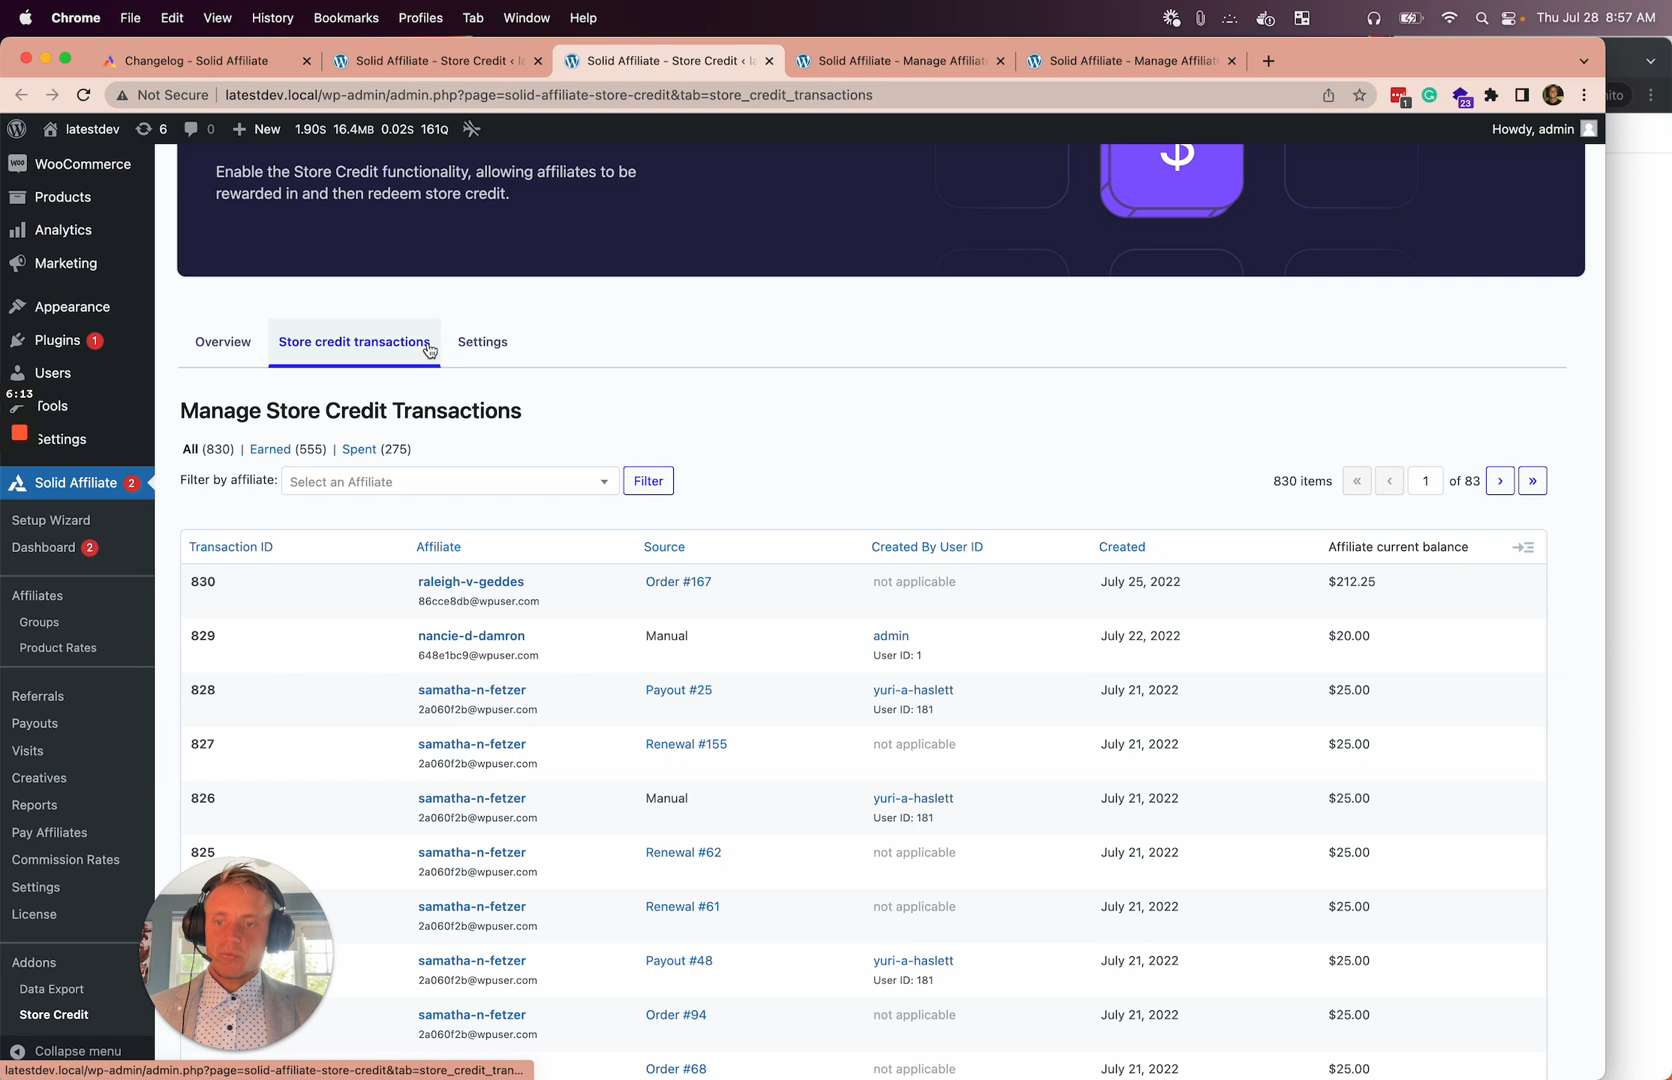 Chrome File Edit View History Bookmarks Profiles Tab Window Help Thu Jul 28 8:57 AM
Changelog - Solid Affiliate Solid Affiliate - Store Credit ‹ la Solid Affiliate - Store Credit ‹ la Solid Affiliate - Manage Affiliat Solid Affiliate - Manage Affiliat
Not Secure latestdev.local/wp-admin/admin.php?page=solid-affiliate-store-credit&tab=store_credit_transactions 1 23 ito
latestdev 6 0 New 1.90S 16.4MB 0.02S 161Q Howdy, admin
WooCommerce
Products
Analytics
Marketing
Appearance
Plugins 1
Users
6:13
Tools
Settings
Solid Affiliate 2
Setup Wizard
Dashboard 2
Affiliates
Groups
Product Rates
Referrals
Payouts
Visits
Creatives
Reports
Pay Affiliates
Commission Rates
Settings
License
Addons
Data Export
Store Credit
Collapse menu
Enable the Store Credit functionality, allowing affiliates to be
rewarded in and then redeem store credit.
$
Overview Store credit transactions Settings
Manage Store Credit Transactions
All (830) | Earned (555) | Spent (275)
Filter by affiliate: Select an Affiliate Filter 830 items « ‹ 1 of 83 › »
Transaction ID Affiliate Source Created By User ID Created Affiliate current balance
830 raleigh-v-geddes Order #167 not applicable July 25, 2022 $212.25
86cce8db@wpuser.com
829 nancie-d-damron Manual admin July 22, 2022 $20.00
648e1bc9@wpuser.com User ID: 1
828 samatha-n-fetzer Payout #25 yuri-a-haslett July 21, 2022 $25.00
2a060f2b@wpuser.com User ID: 181
827 samatha-n-fetzer Renewal #155 not applicable July 21, 2022 $25.00
2a060f2b@wpuser.com
826 samatha-n-fetzer Manual yuri-a-haslett July 21, 2022 $25.00
2a060f2b@wpuser.com User ID: 181
825 samatha-n-fetzer Renewal #62 not applicable July 21, 2022 $25.00
2a060f2b@wpuser.com
samatha-n-fetzer Renewal #61 not applicable July 21, 2022 $25.00
2a060f2b@wpuser.com
samatha-n-fetzer Payout #48 yuri-a-haslett July 21, 2022 $25.00
2a060f2b@wpuser.com User ID: 181
samatha-n-fetzer Order #94 not applicable July 21, 2022 $25.00
2a060f2b@wpuser.com
Order #68 not applicable July 21, 2022 $25.00
latestdev.local/wp-admin/admin.php?page=solid-affiliate-store-credit&tab=store_credit_tran...